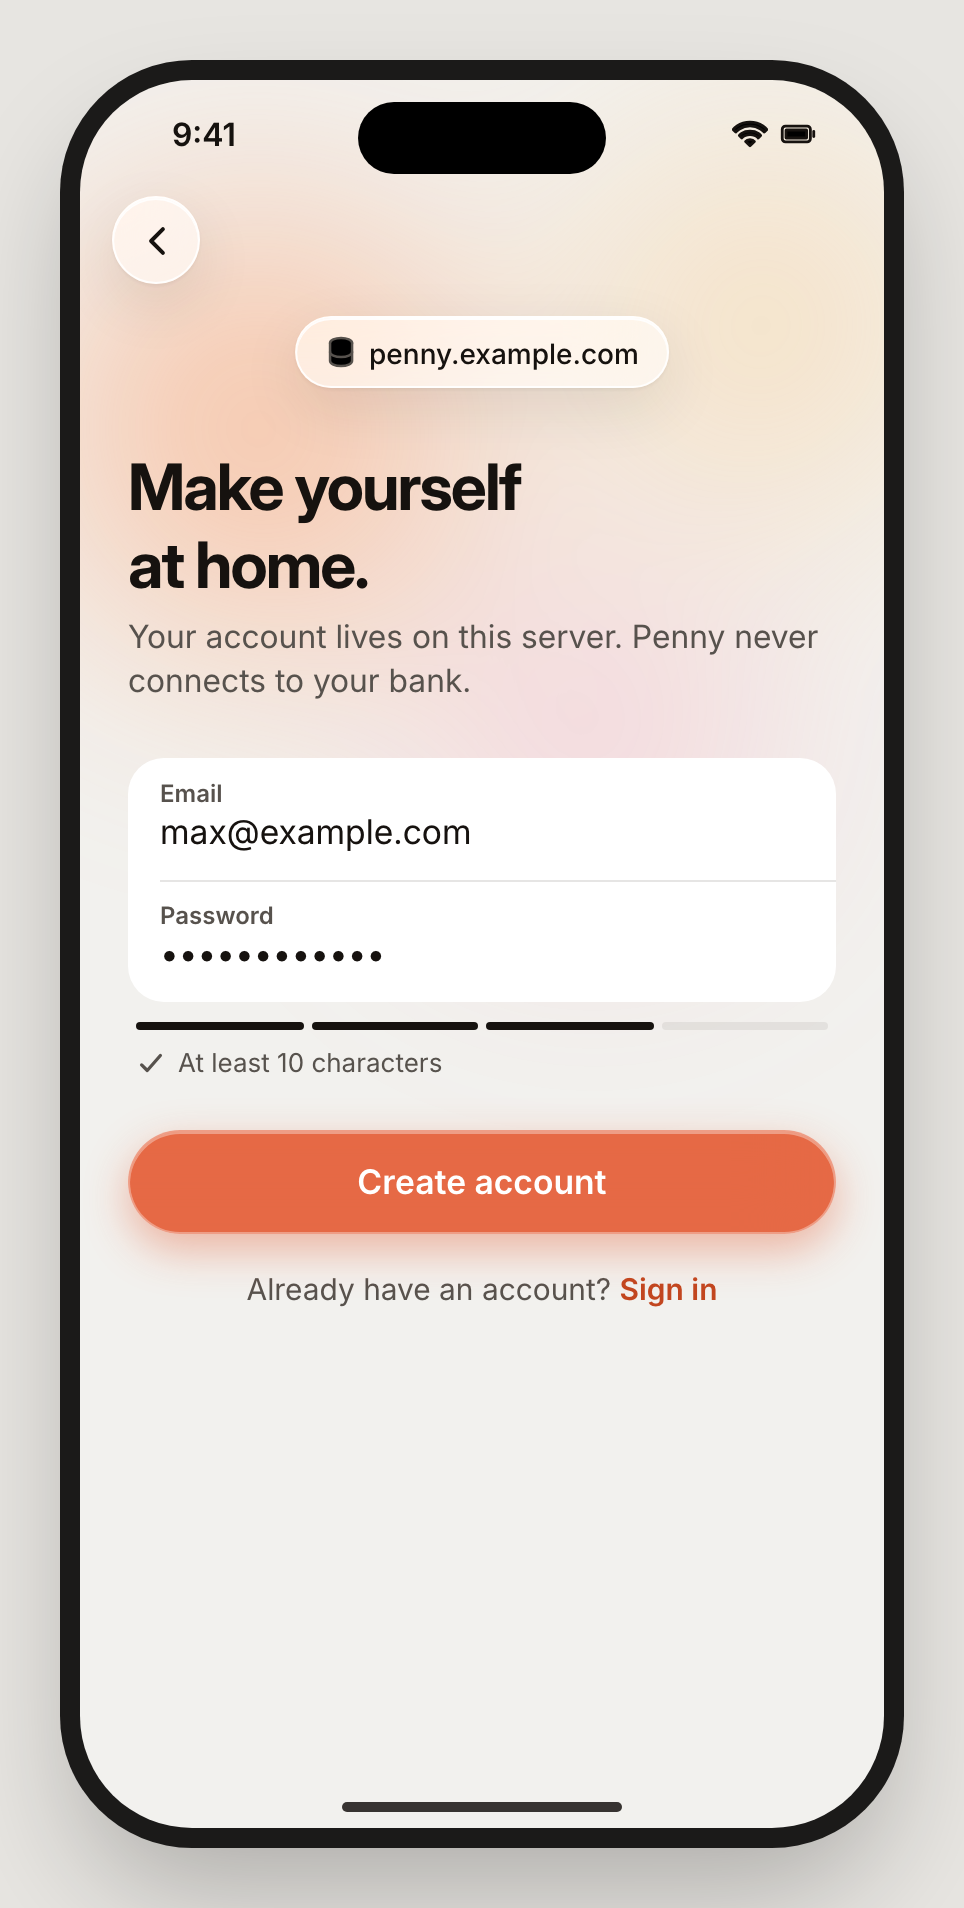 9:41
penny.example.com
Make yourself
at home.
Your account lives on this server. Penny never
connects to your bank.
Email
max@example.com
Password
••••••••••••
At least 10 characters
Create account
Already have an account? Sign in